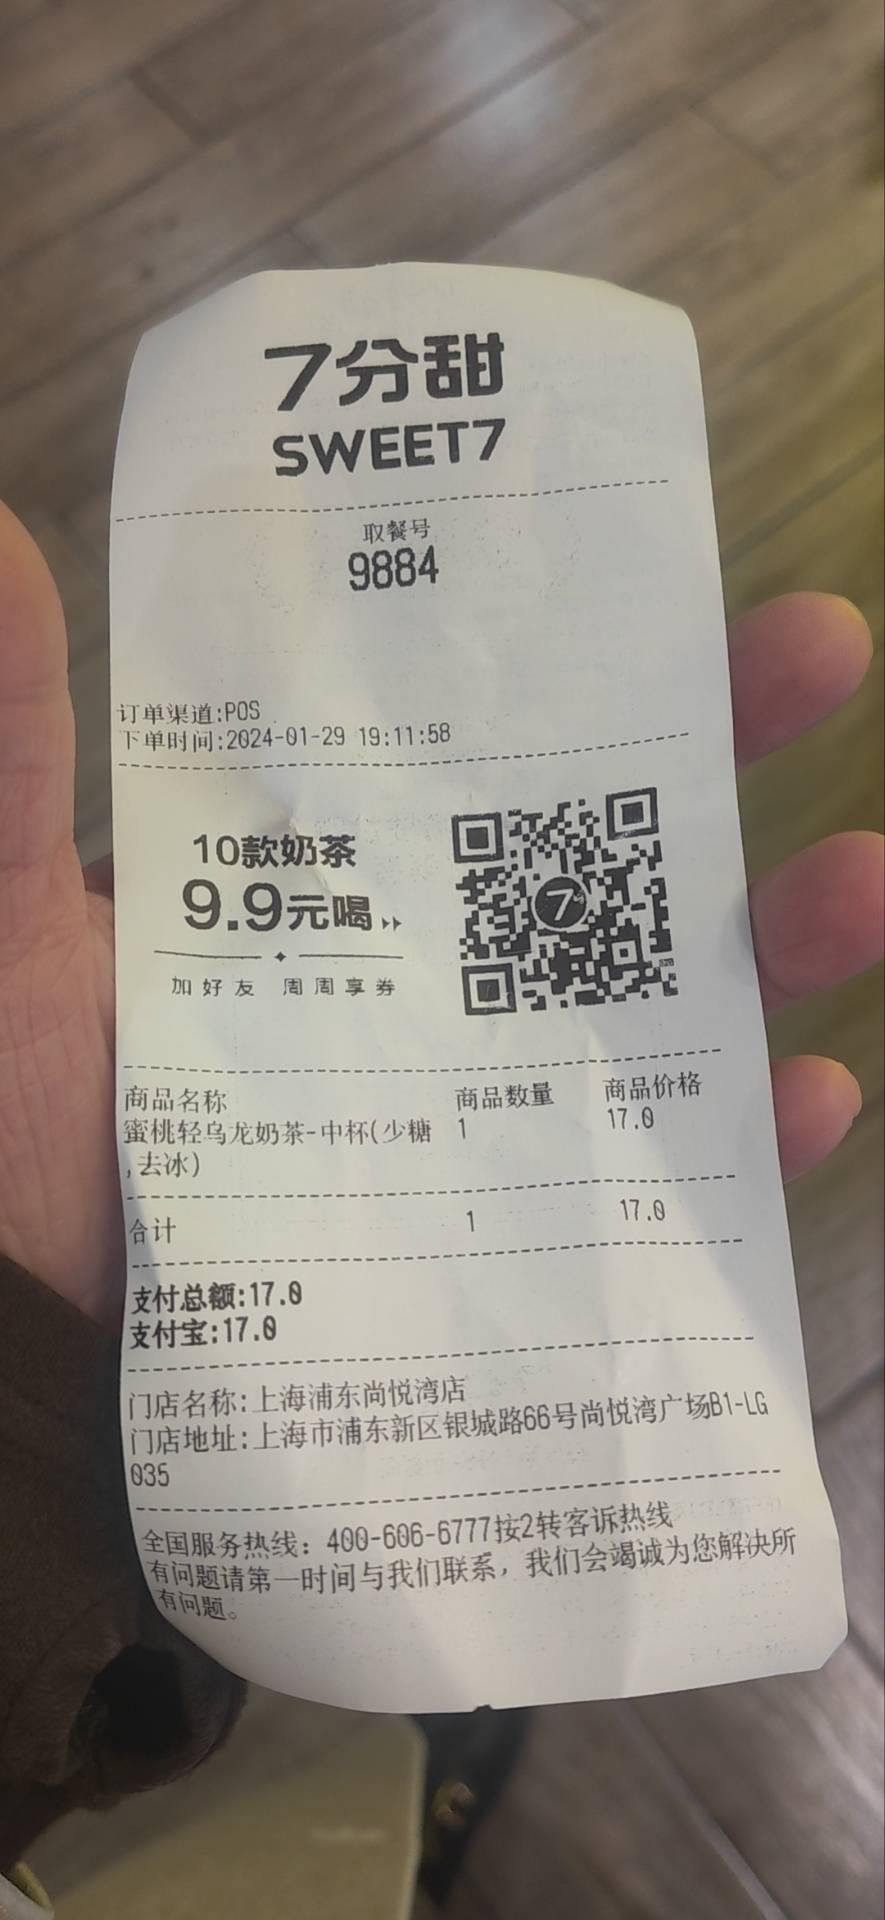 7分甜
SWEET7
取餐号
9884
订单渠道:POS
下单时间:2024-01-29 19:11:58
10款奶茶
9.9元喝
加好友 周周享券
7
商品名称 商品数量 商品价格
蜜桃轻乌龙奶茶-中杯(少糖 1 17.0
,去冰)
合计 1 17.0
支付总额:17.0
支付宝:17.0
门店名称:上海浦东尚悦湾店
门店地址:上海市浦东新区银城路66号尚悦湾广场B1-LG
035
全国服务热线：400-606-6777按2转客诉热线
有问题请第一时间与我们联系，我们会竭诚为您解决所
有问题。